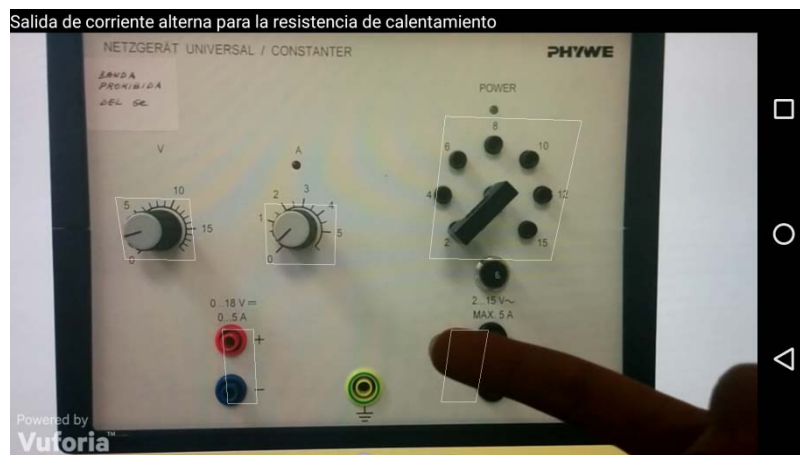 Salida de corriente alterna para la resistencia de calentamiento
NETZGERÄT UNIVERSAL / CONSTANTER
PHYWE
BANDA
PROHIBIDA
DEL Ge
POWER
V
A
0
5
10
15
0
1
2
3
4
5
2
4
6
8
10
12
15
0...18 V
0...5 A
+
−
2...15 V~
MAX. 5 A
Powered by
Vuforia™